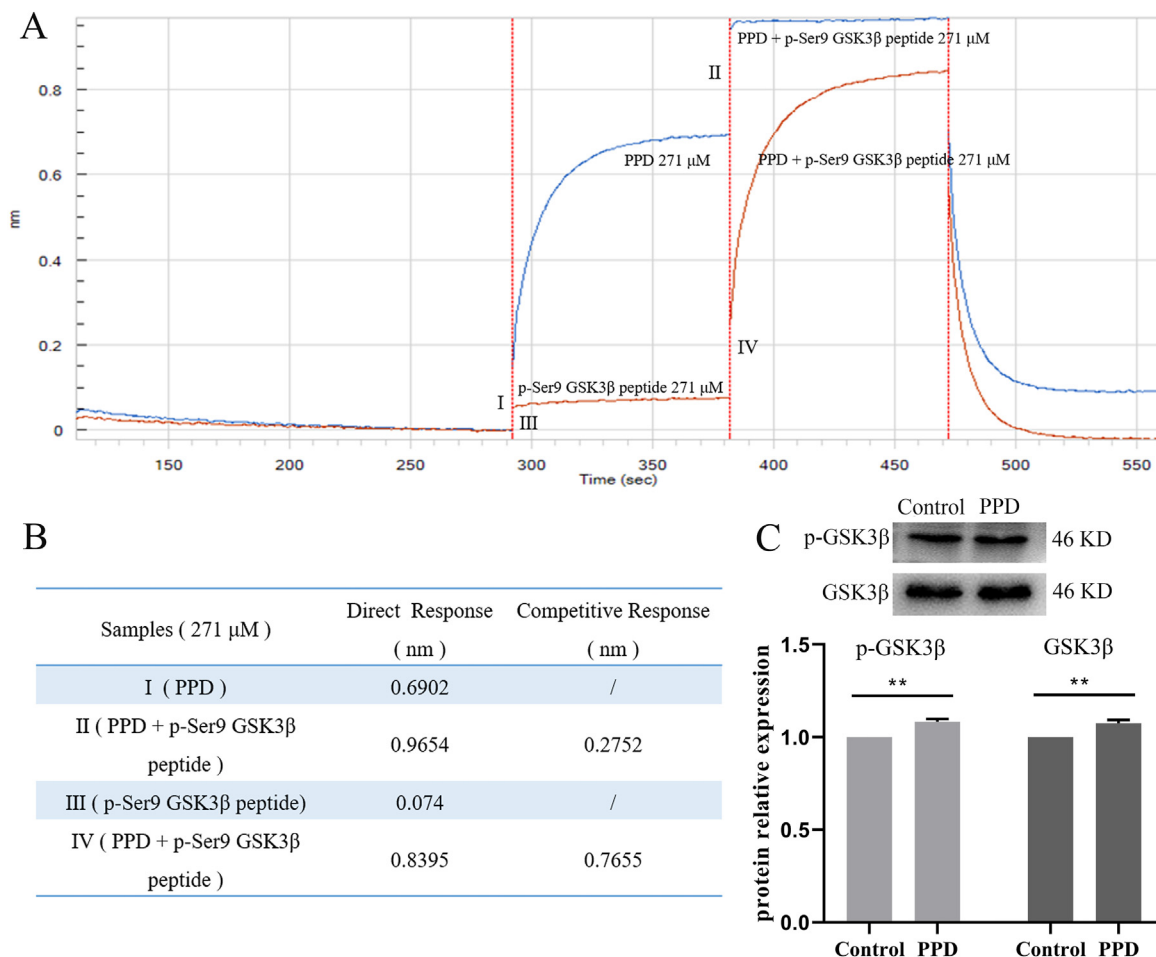 A
nm
0.8
0.6
0.4
0.2
0
PPD + p-Ser9 GSK3β peptide 271 μM
II
PPD 271 μM
PPD + p-Ser9 GSK3β peptide 271 μM
IV
p-Ser9 GSK3β peptide 271 μM
I
III
150 200 250 300 350 400 450 500 550
Time (sec)
B
Samples ( 271 μM )
Direct Response
( nm )
Competitive Response
( nm )
I ( PPD ) 0.6902 /
II ( PPD + p-Ser9 GSK3β
peptide ) 0.9654 0.2752
III ( p-Ser9 GSK3β peptide) 0.074 /
IV ( PPD + p-Ser9 GSK3β
peptide ) 0.8395 0.7655
C
Control PPD
p-GSK3β 46 KD
GSK3β 46 KD
protein relative expression
1.5
1.0
0.5
0.0
p-GSK3β GSK3β
** **
Control PPD Control PPD